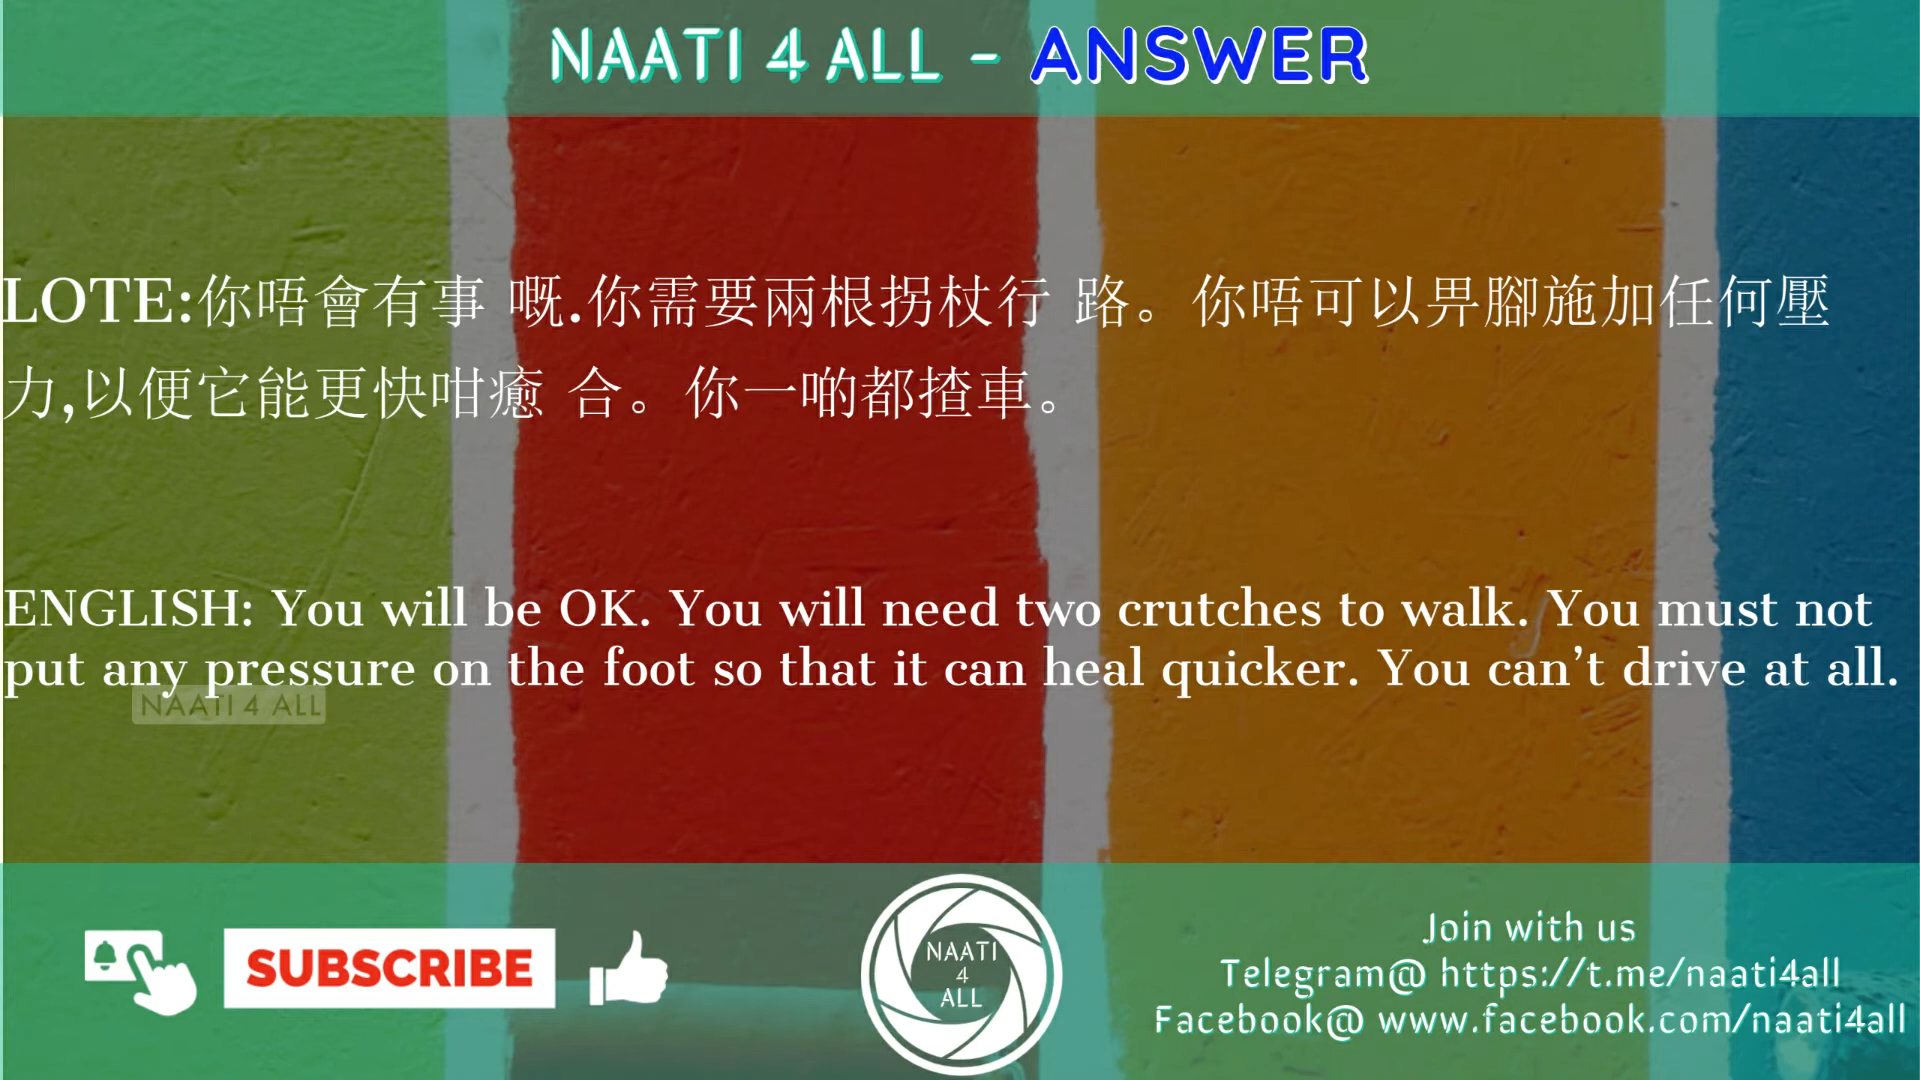 NAATI 4 ALL - ANSWER
LOTE:你唔會有事 嘅.你需要兩根拐杖行 路。你唔可以畀腳施加任何壓
力,以便它能更快咁癒 合。你一啲都揸車。
ENGLISH: You will be OK. You will need two crutches to walk. You must not
put any pressure on the foot so that it can heal quicker. You can’t drive at all.
NAATI 4 ALL
SUBSCRIBE
NAATI
4
ALL
Join with us
Telegram@ https://t.me/naati4all
Facebook@ www.facebook.com/naati4all